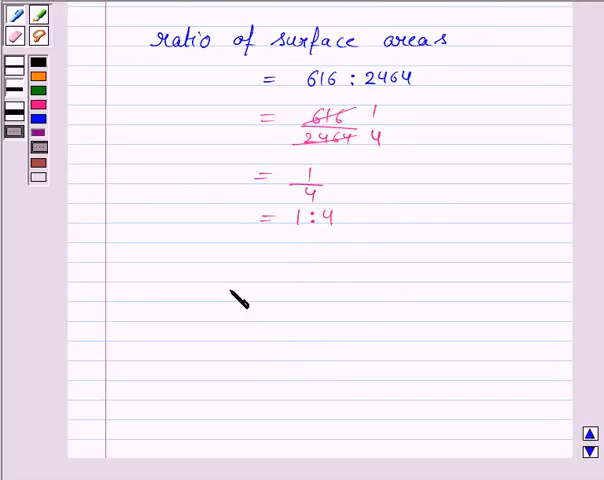 ratio of surface areas
= 616 : 2464
= 616/2464 1/4
= 1/4
= 1 : 4